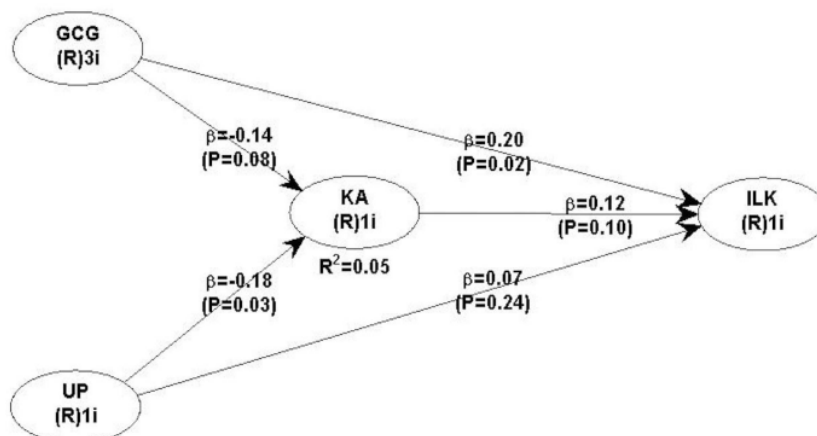 GCG
(R)3i
β=-0.14
(P=0.08)
β=0.20
(P=0.02)
KA
(R)1i
R²=0.05
β=0.12
(P=0.10)
ILK
(R)1i
β=-0.18
(P=0.03)
β=0.07
(P=0.24)
UP
(R)1i